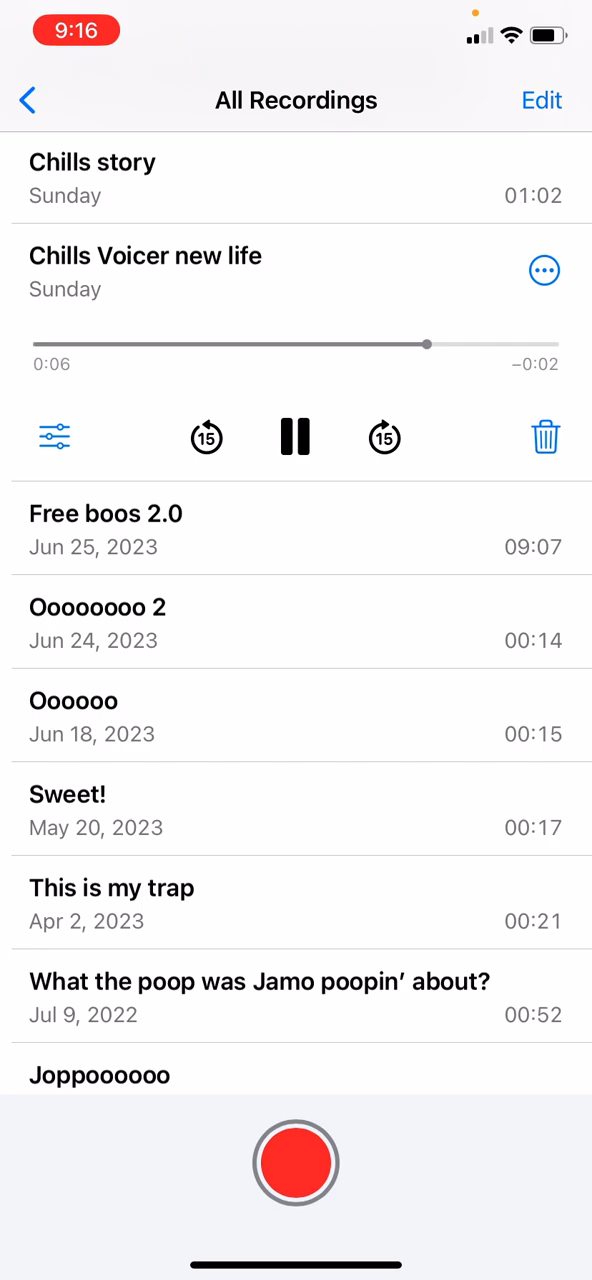 9:16
All Recordings
Edit
Chills story
Sunday
01:02
Chills Voicer new life
Sunday
0:06
−0:02
15
15
Free boos 2.0
Jun 25, 2023
09:07
Ooooooo 2
Jun 24, 2023
00:14
Oooooo
Jun 18, 2023
00:15
Sweet!
May 20, 2023
00:17
This is my trap
Apr 2, 2023
00:21
What the poop was Jamo poopin’ about?
Jul 9, 2022
00:52
Joppoooooo